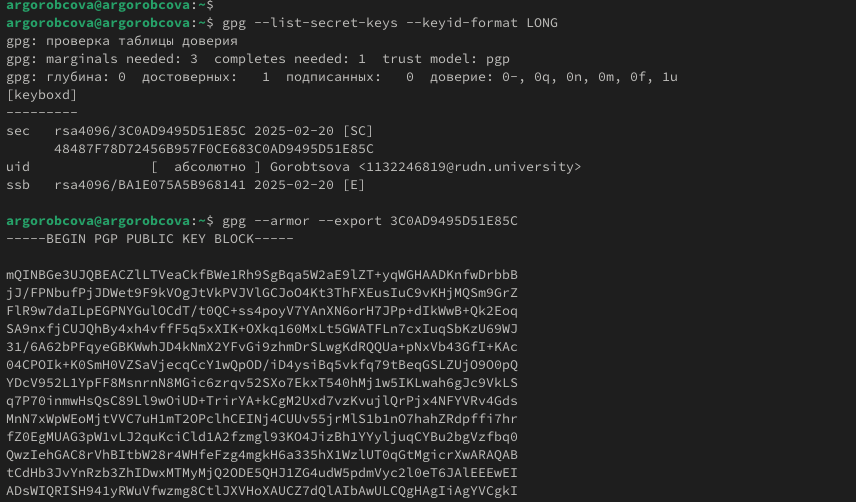 argorobcova@argorobcova:~$
argorobcova@argorobcova:~$ gpg --list-secret-keys --keyid-format LONG
gpg: проверка таблицы доверия
gpg: marginals needed: 3  completes needed: 1  trust model: pgp
gpg: глубина: 0  достоверных:   1  подписанных:   0  доверие: 0-, 0q, 0n, 0m, 0f, 1u
[keyboxd]
---------
sec   rsa4096/3C0AD9495D51E85C 2025-02-20 [SC]
      48487F78D72456B957F0CE683C0AD9495D51E85C
uid               [  абсолютно ] Gorobtsova <1132246819@rudn.university>
ssb   rsa4096/BA1E075A5B968141 2025-02-20 [E]

argorobcova@argorobcova:~$ gpg --armor --export 3C0AD9495D51E85C
-----BEGIN PGP PUBLIC KEY BLOCK-----

mQINBGe3UJQBEACZlLTVeaCkfBWe1Rh9SgBqa5W2aE9lZT+yqWGHAADKnfwDrbbB
jJ/FPNbufPjJDWet9F9kVOgJtVkPVJVlGCJoO4Kt3ThFXEusIuC9vKHjMQSm9GrZ
FlR9w7daILpEGPNYGulOCdT/t0QC+ss4poyV7YAnXN6orH7JPp+dIkWwB+Qk2Eoq
SA9nxfjCUJQhBy4xh4vffF5q5xXIK+OXkq160MxLt5GWATFLn7cxIuqSbKzU69WJ
31/6A62bPFqyeGBKWwhJD4kNmX2YFvGi9zhmDrSLwgKdRQQUa+pNxVb43GfI+KAc
04CPOIk+K0SmH0VZSaVjecqCcY1wQpOD/iD4ysiBq5vkfq79tBeqGSLZUjO9O0pQ
YDcV952L1YpFF8MsnrnN8MGic6zrqv52SXo7EkxT540hMj1w5IKLwah6gJc9VkLS
q7P70inmwHsQsC89Ll9wOiUD+TrirYA+kCgM2Uxd7vzKvujlQrPjx4NFYVRv4Gds
MnN7xWpWEoMjtVVC7uH1mT2OPclhCEINj4CUUv55jrMlS1b1nO7hahZRdpffi7hr
fZ0EgMUAG3pW1vLJ2quKciCld1A2fzmgl93KO4JizBh1YYyljuqCYBu2bgVzfbq0
QwzIehGAC8rVhBItbW28r4WHfeFzg4mgkH6a335hX1WzlUT0qGtMgicrXwARAQAB
tCdHb3JvYnRzb3ZhIDwxMTMyMjQ2ODE5QHJ1ZG4udW5pdmVyc2l0eT6JAlEEEwEI
ADsWIQRISH941yRWuVfwzmg8CtlJXVHoXAUCZ7dQlAIbAwULCQgHAgIiAgYVCgkI